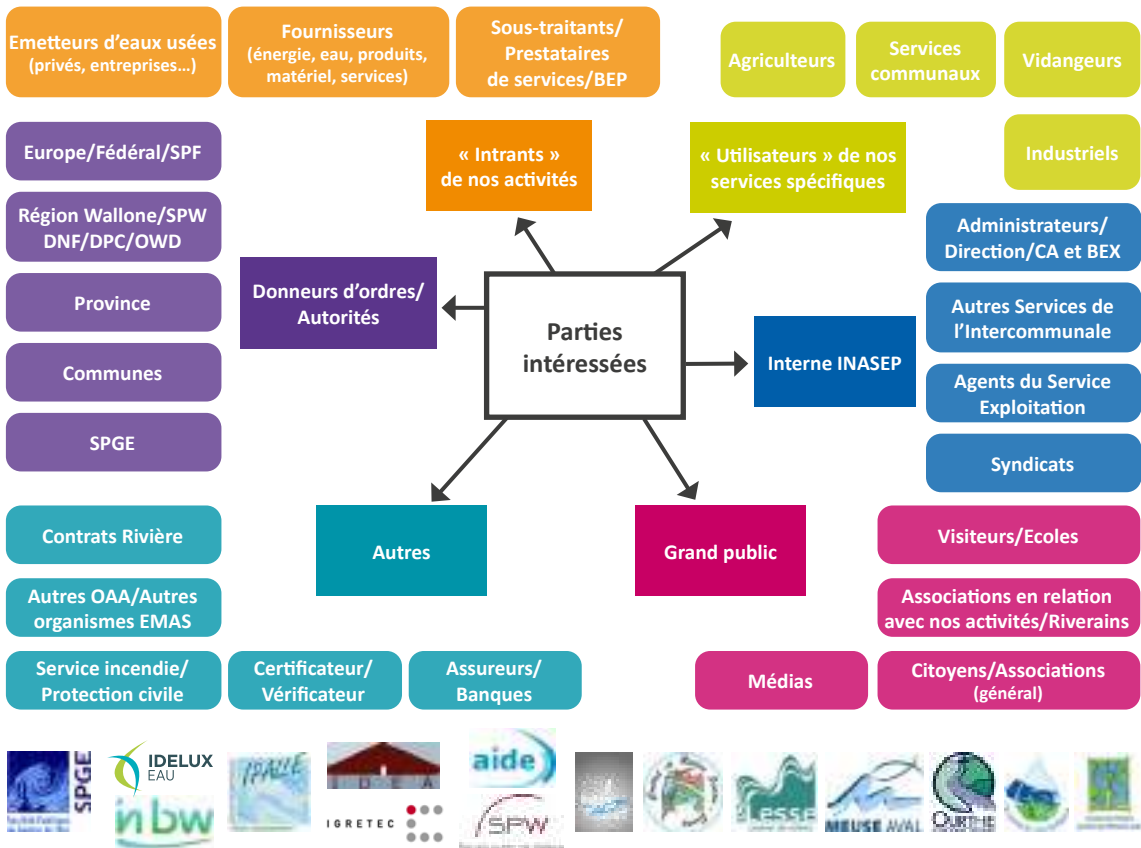 Emetteurs d'eaux usées
(privés, entreprises...)
Fournisseurs
(énergie, eau, produits,
matériel, services)
Sous-traitants/
Prestataires
de services/BEP
Agriculteurs
Services
communaux
Vidangeurs
Industriels
Europe/Fédéral/SPF
Région Wallone/SPW
DNF/DPC/OWD
Province
Communes
SPGE
« Intrants »
de nos activités
« Utilisateurs » de nos
services spécifiques
Donneurs d'ordres/
Autorités
Parties
intéressées
Interne INASEP
Administrateurs/
Direction/CA et BEX
Autres Services de
l'Intercommunale
Agents du Service
Exploitation
Syndicats
Autres
Grand public
Contrats Rivière
Autres OAA/Autres
organismes EMAS
Service incendie/
Protection civile
Certificateur/
Vérificateur
Assureurs/
Banques
Visiteurs/Ecoles
Associations en relation
avec nos activités/Riverains
Médias
Citoyens/Associations
(général)
SPGE
IDELUX
EAU
in bw
IPALLE
I D E A
IGRETEC
aide
SPW
Lesse
MEUSE AVAL
OURTHE